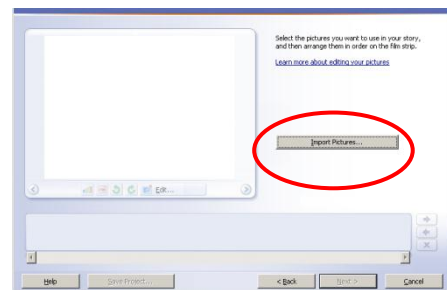 Select the pictures you want to use in your story,
and then arrange them in order on the film strip.
Learn more about editing your pictures
Import Pictures...
Edit...
Help
Save Project...
< Back
Next >
Cancel